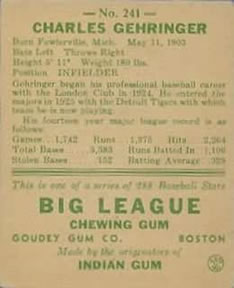 — No. 241 —
CHARLES GEHRINGER
Born Fowlerville, Mich. May 11, 1903
Bats Left Throws Right
Height 5' 11" Weight 180 lbs.
Position INFIELDER
Gehringer began his professional baseball career
with the London Club in 1924. He entered the
majors in 1925 with the Detroit Tigers with which
team he is now playing.
His fourteen year major league record is as
follows:
Games...1,742 Runs...1,375 Hits...2,264
Total Bases...3,383 Runs Batted In...1,106
Stolen Bases...152 Batting Average .329
This is one of a series of 288 Baseball Stars
BIG LEAGUE
CHEWING GUM
GOUDEY GUM CO. BOSTON
Made by the originators of
INDIAN GUM